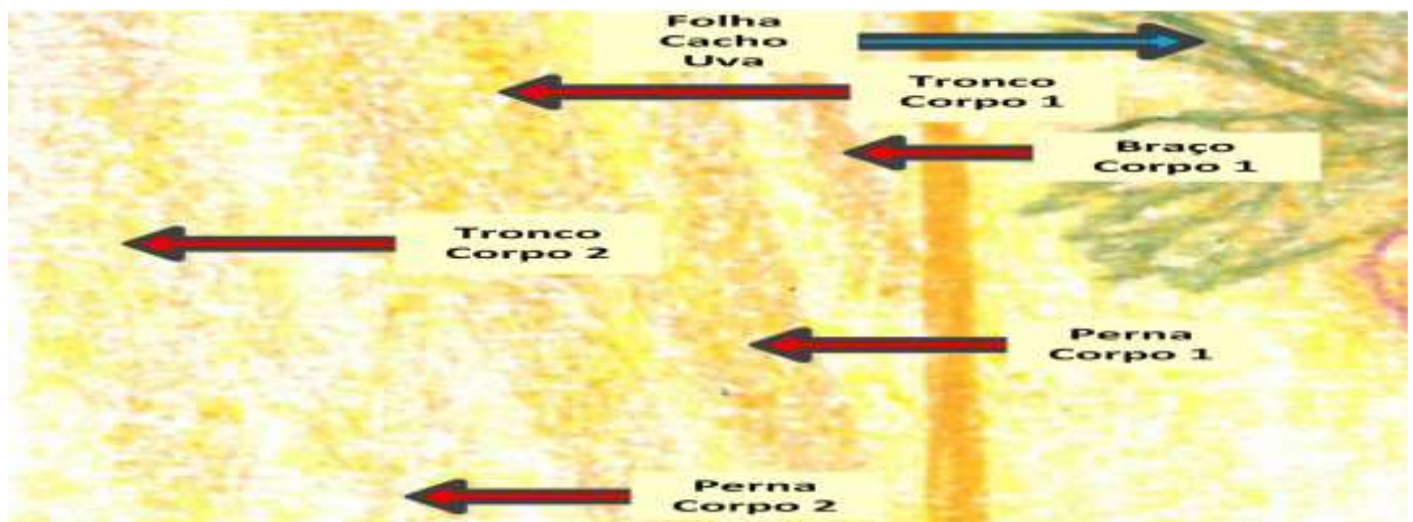 Folha
Cacho
Uva
Tronco
Corpo 1
Braço
Corpo 1
Tronco
Corpo 2
Perna
Corpo 1
Perna
Corpo 2